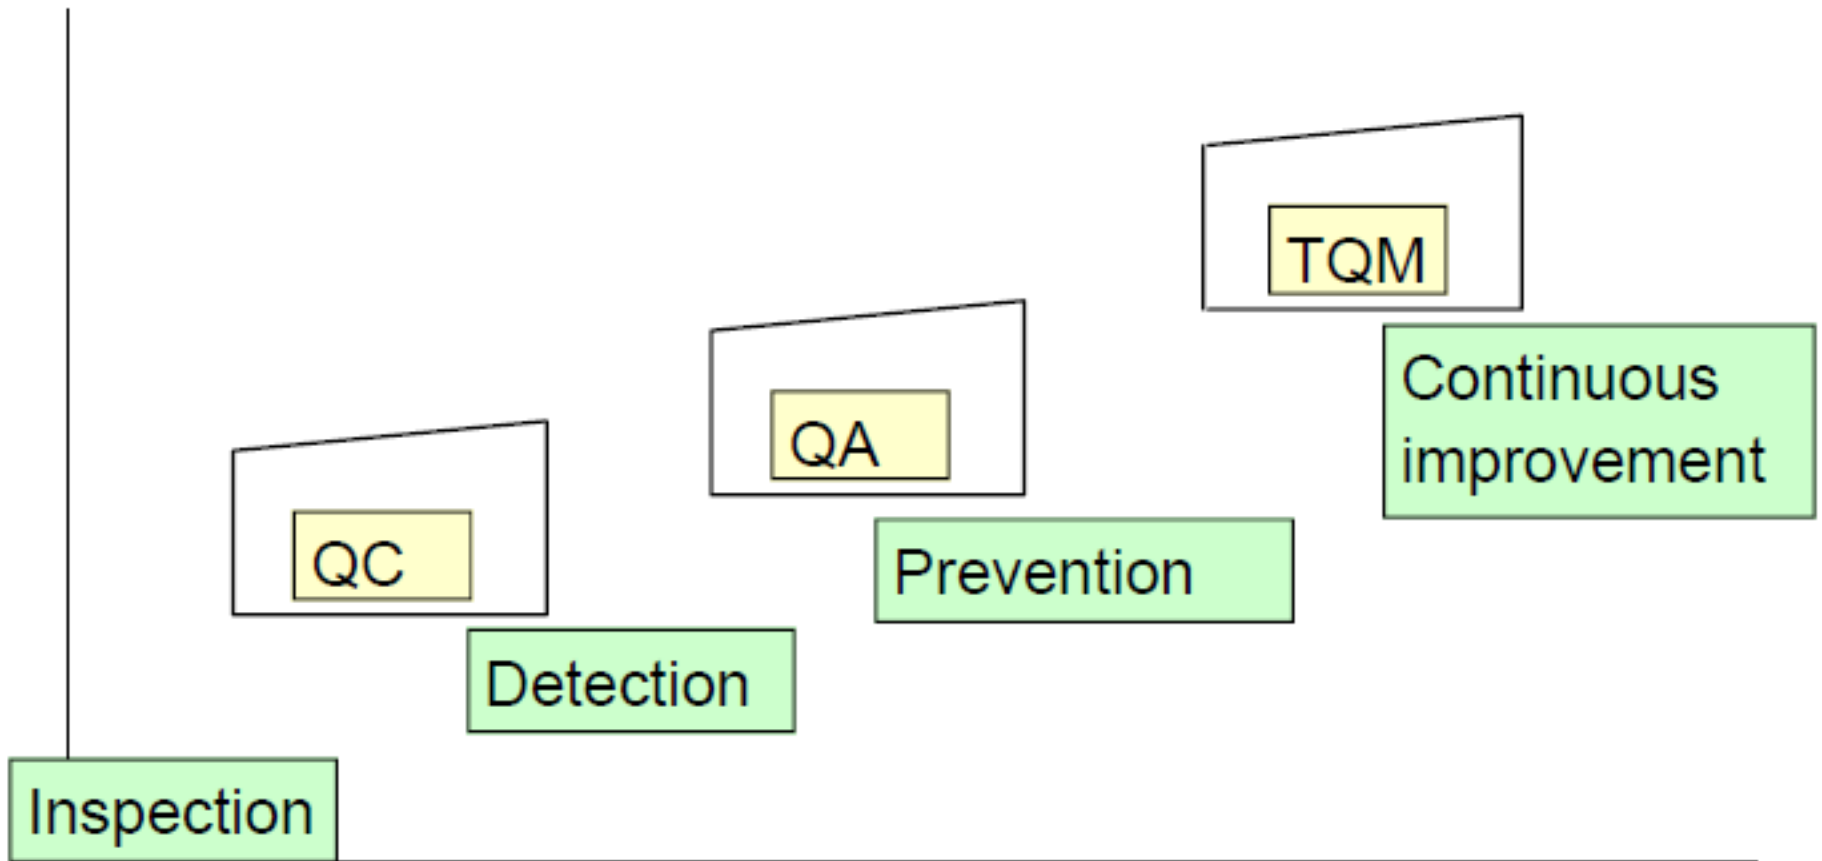 TQM
Continuous
improvement
QA
Prevention
QC
Detection
Inspection